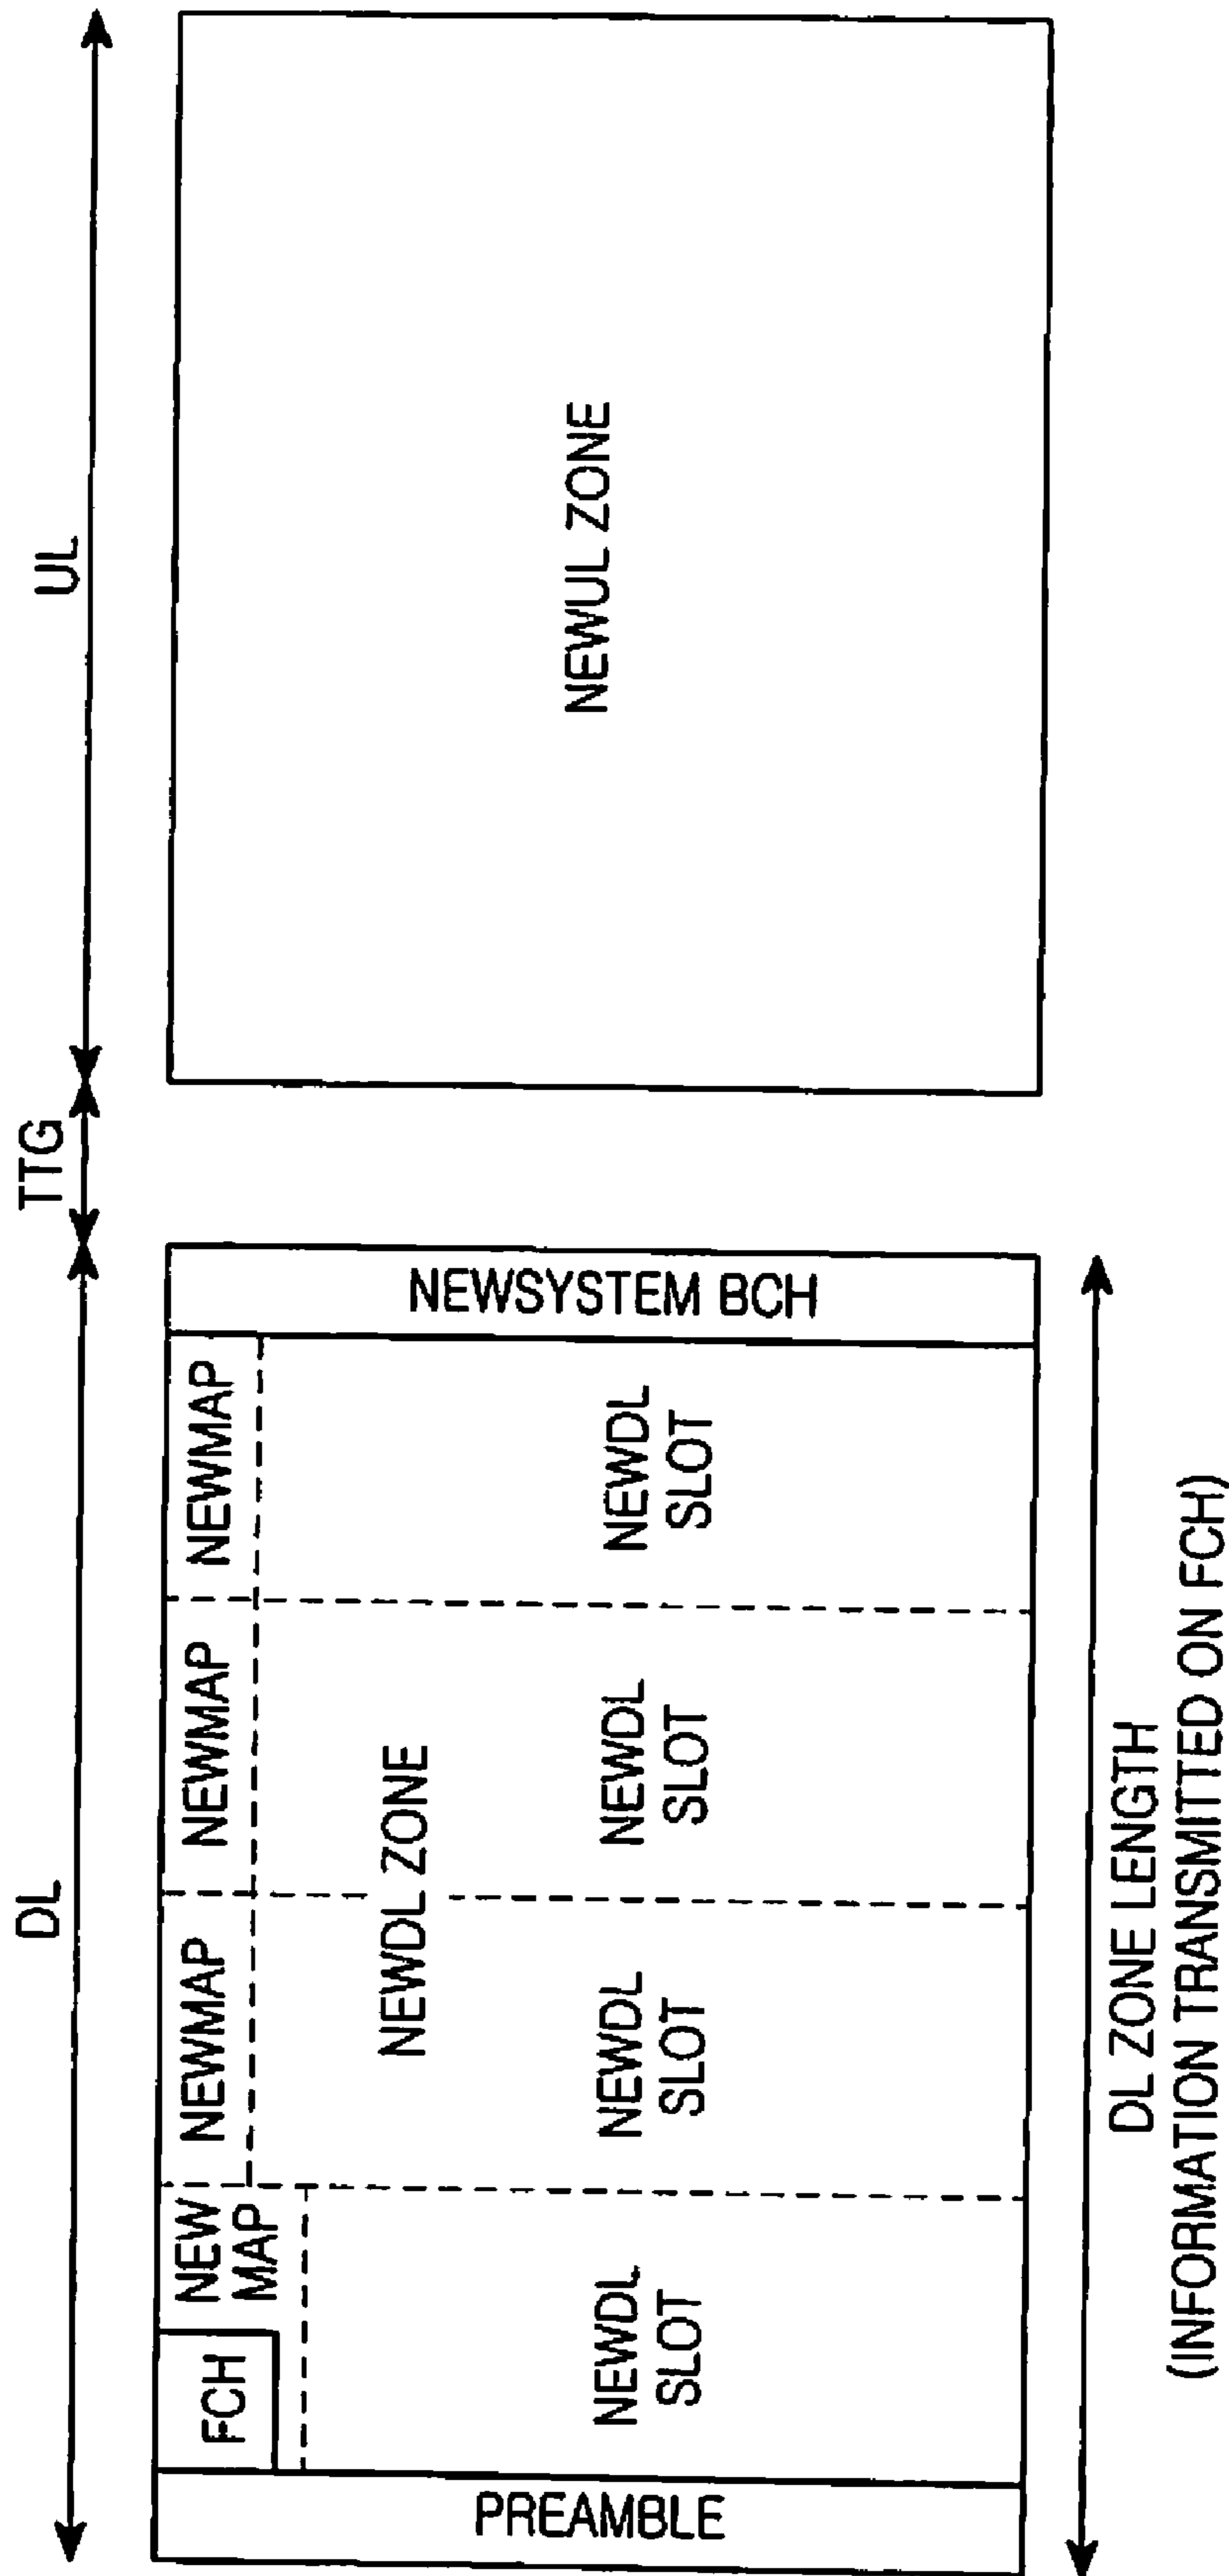 DL
TTG
UL
PREAMBLE
FCH
NEW
MAP
NEWMAP
NEWMAP
NEWMAP
NEWSYSTEM BCH
NEWDL ZONE
NEWDL
SLOT
NEWDL
SLOT
NEWDL
SLOT
NEWDL
SLOT
NEWUL ZONE
DL ZONE LENGTH
(INFORMATION TRANSMITTED ON FCH)